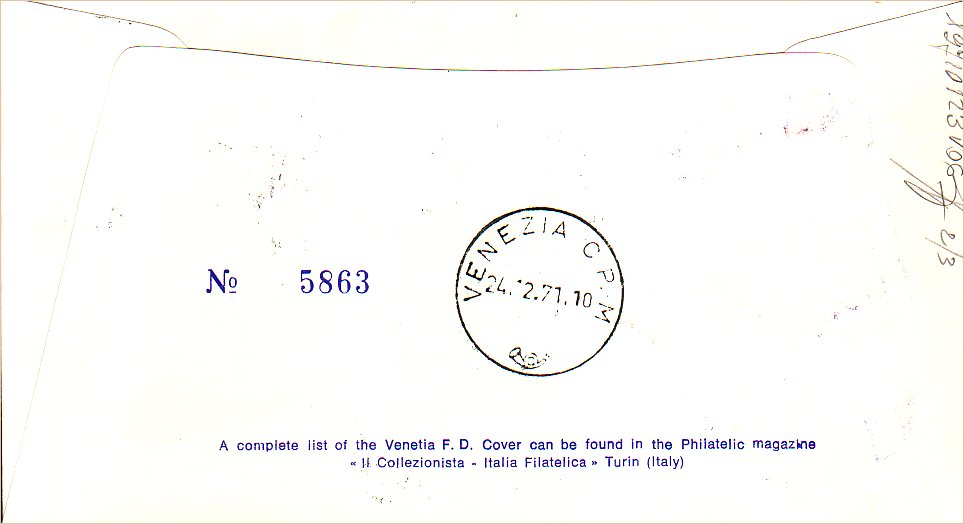 Nº 5863
VENEZIA C.P. M
24.12.71.10
A complete list of the Venetia F. D. Cover can be found in the Philatelic magazine
« Il Collezionista - Italia Filatelica » Turin (Italy)